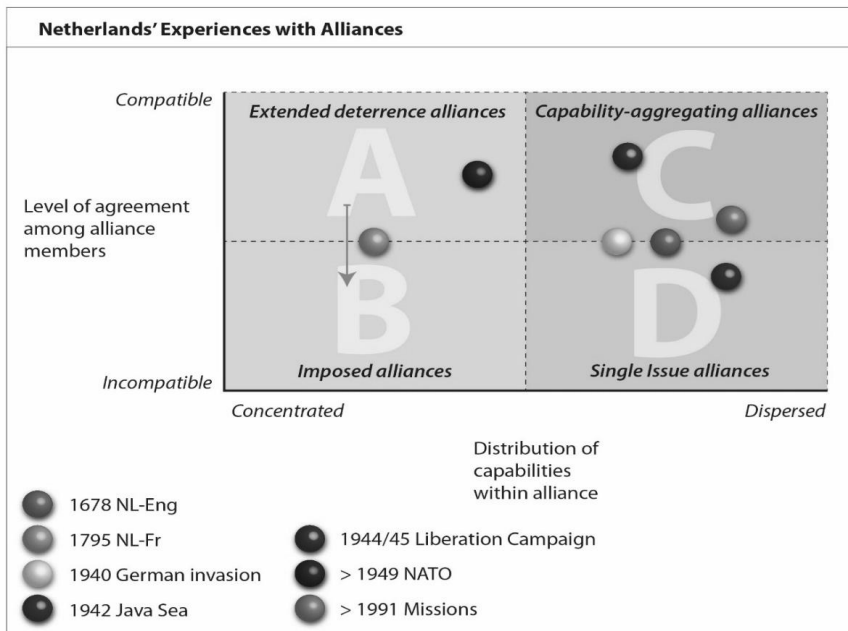 Netherlands' Experiences with Alliances
Compatible
Extended deterrence alliances
Capability-aggregating alliances
A
C
Level of agreement
among alliance
members
B
D
Imposed alliances
Single Issue alliances
Incompatible
Concentrated
Dispersed
Distribution of
capabilities
within alliance
1678 NL-Eng
1795 NL-Fr
1940 German invasion
1942 Java Sea
1944/45 Liberation Campaign
> 1949 NATO
> 1991 Missions